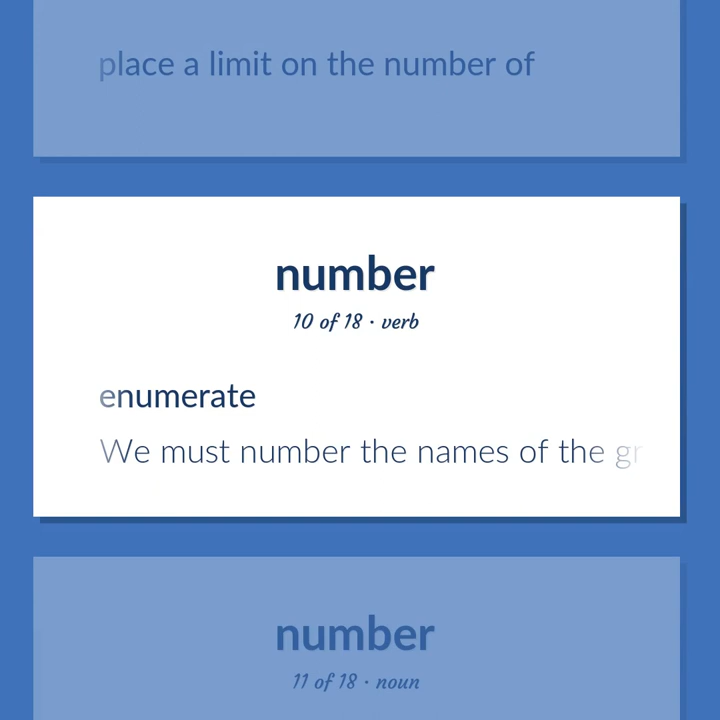 place a limit on the number of
number
10 of 18 · verb
enumerate
We must number the names of the gr
number
11 of 18 · noun